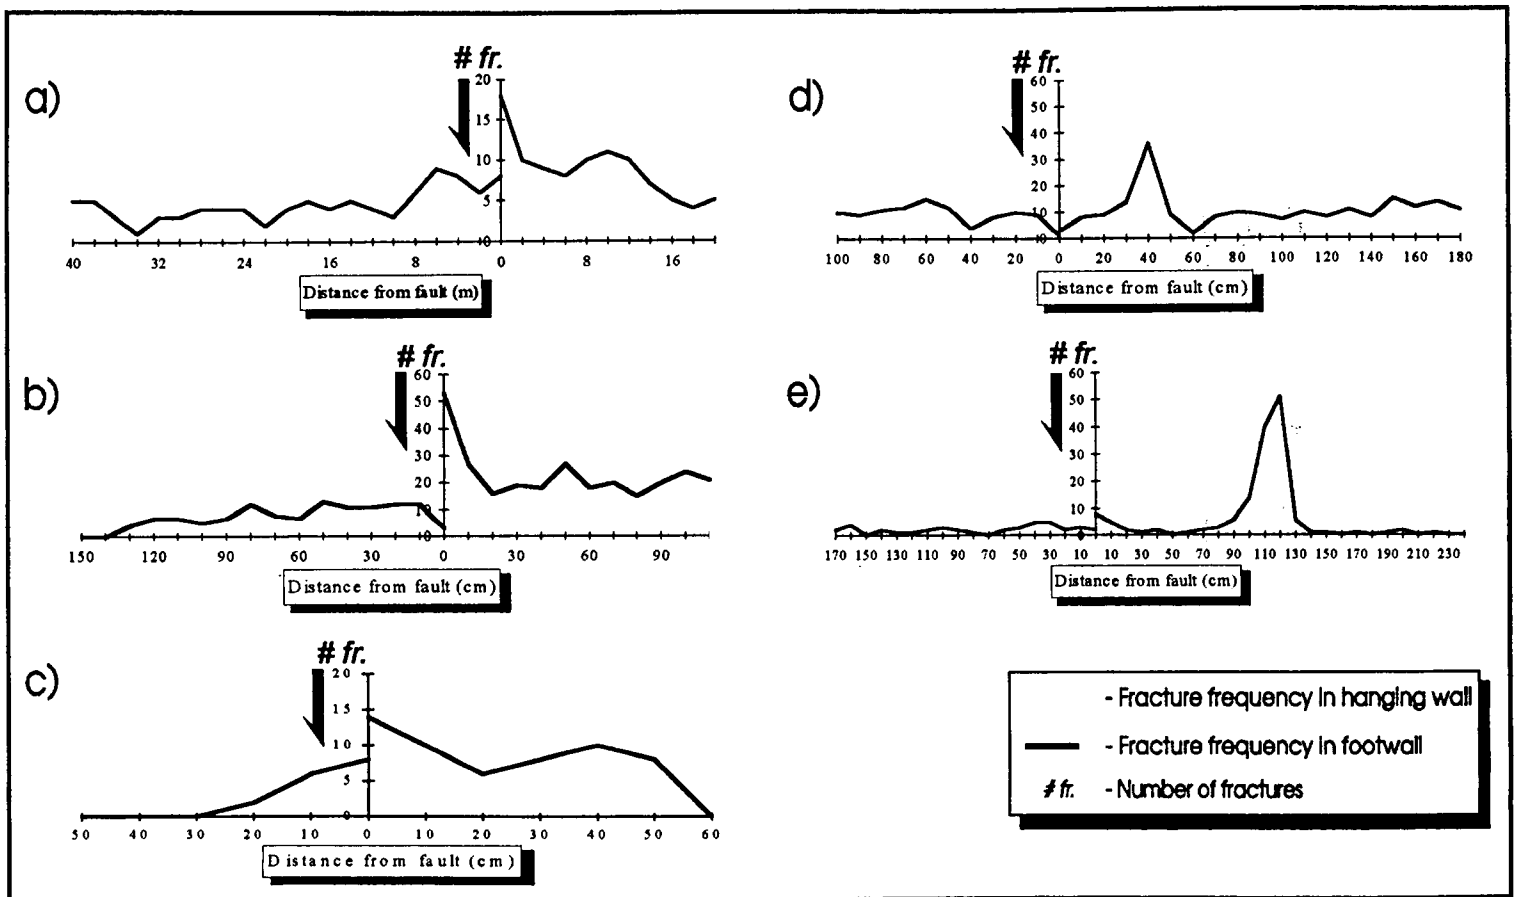 a)
# fr.
20
15
10
5
0
40 32 24 16 8 0 8 16
Distance from fault (m)
b)
# fr.
60
50
40
30
20
10
0
150 120 90 60 30 0 30 60 90
Distance from fault (cm)
c)
# fr.
20
15
10
5
0
50 40 30 20 10 0 10 20 30 40 50 60
Distance from fault (cm)
d)
# fr.
60
50
40
30
20
10
0
100 80 60 40 20 0 20 40 60 80 100 120 140 160 180
Distance from fault (cm)
e)
# fr.
60
50
40
30
20
10
170 150 130 110 90 70 50 30 10 10 30 50 70 90 110 130 150 170 190 210 230
Distance from fault (cm)
- Fracture frequency in hanging wall
- Fracture frequency in footwall
# fr. - Number of fractures